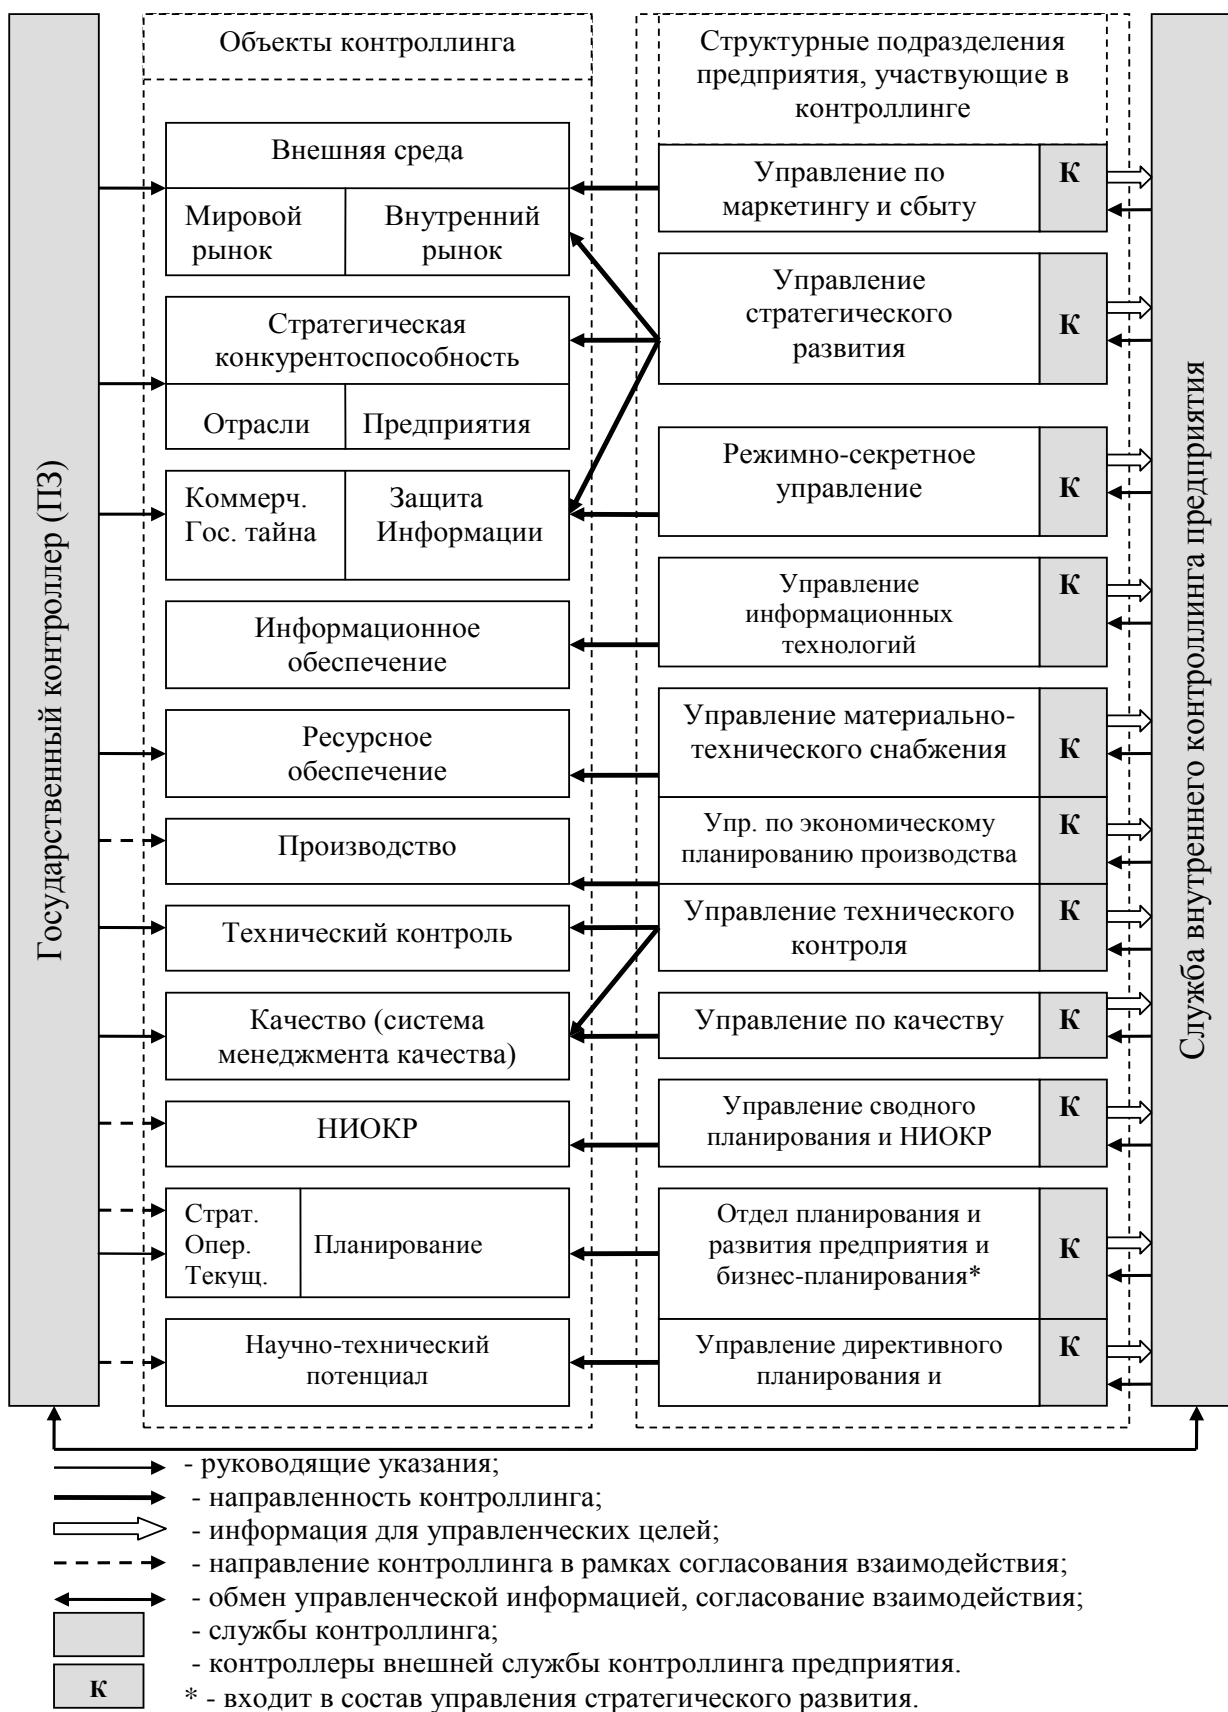 Государственный контроллер (ПЗ)
Объекты контроллинга
Внешняя среда
Мировой
рынок
Внутренний
рынок
Стратегическая
конкурентоспособность
Отрасли
Предприятия
Коммерч.
Гос. тайна
Защита
Информации
Информационное
обеспечение
Ресурсное
обеспечение
Производство
Технический контроль
Качество (система
менеджмента качества)
НИОКР
Страт.
Опер.
Текущ.
Планирование
Научно-технический
потенциал
Структурные подразделения
предприятия, участвующие в
контроллинге
Управление по
маркетингу и сбыту
К
Управление
стратегического
развития
К
Режимно-секретное
управление
К
Управление
информационных
технологий
К
Управление материально-
технического снабжения
К
Упр. по экономическому
планированию производства
К
Управление технического
контроля
К
Управление по качеству
К
Управление сводного
планирования и НИОКР
К
Отдел планирования и
развития предприятия и
бизнес-планирования*
К
Управление директивного
планирования и
К
Служба внутреннего контроллинга предприятия
- руководящие указания;
- направленность контроллинга;
- информация для управленческих целей;
- направление контроллинга в рамках согласования взаимодействия;
- обмен управленческой информацией, согласование взаимодействия;
- службы контроллинга;
К - контроллеры внешней службы контроллинга предприятия.
* - входит в состав управления стратегического развития.